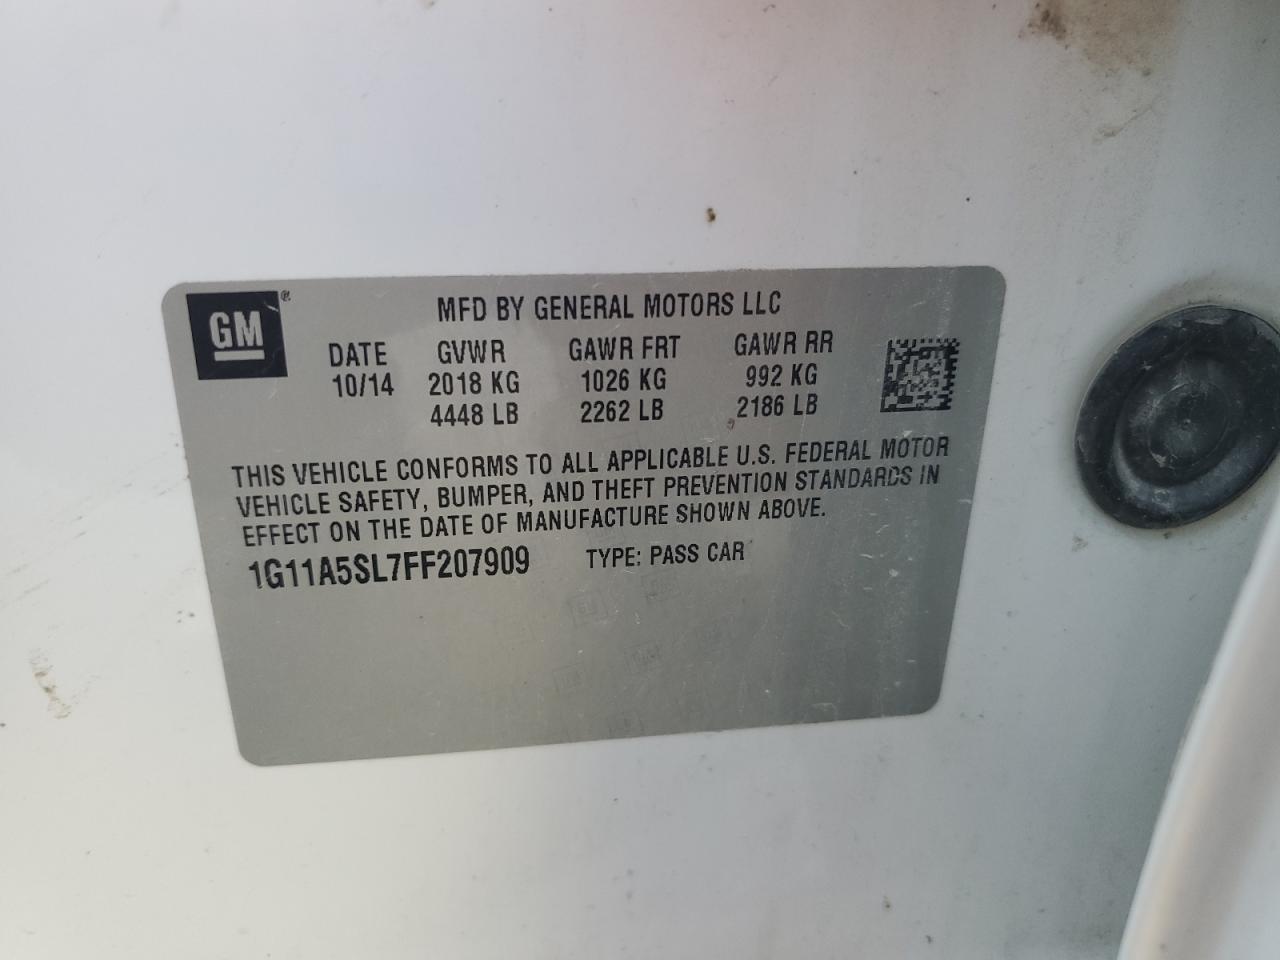 GM®
MFD BY GENERAL MOTORS LLC
DATE GVWR GAWR FRT GAWR RR
10/14 2018 KG 1026 KG 992 KG
4448 LB 2262 LB 2186 LB
THIS VEHICLE CONFORMS TO ALL APPLICABLE U.S. FEDERAL MOTOR
VEHICLE SAFETY, BUMPER, AND THEFT PREVENTION STANDARDS IN
EFFECT ON THE DATE OF MANUFACTURE SHOWN ABOVE.
1G11A5SL7FF207909 TYPE: PASS CAR